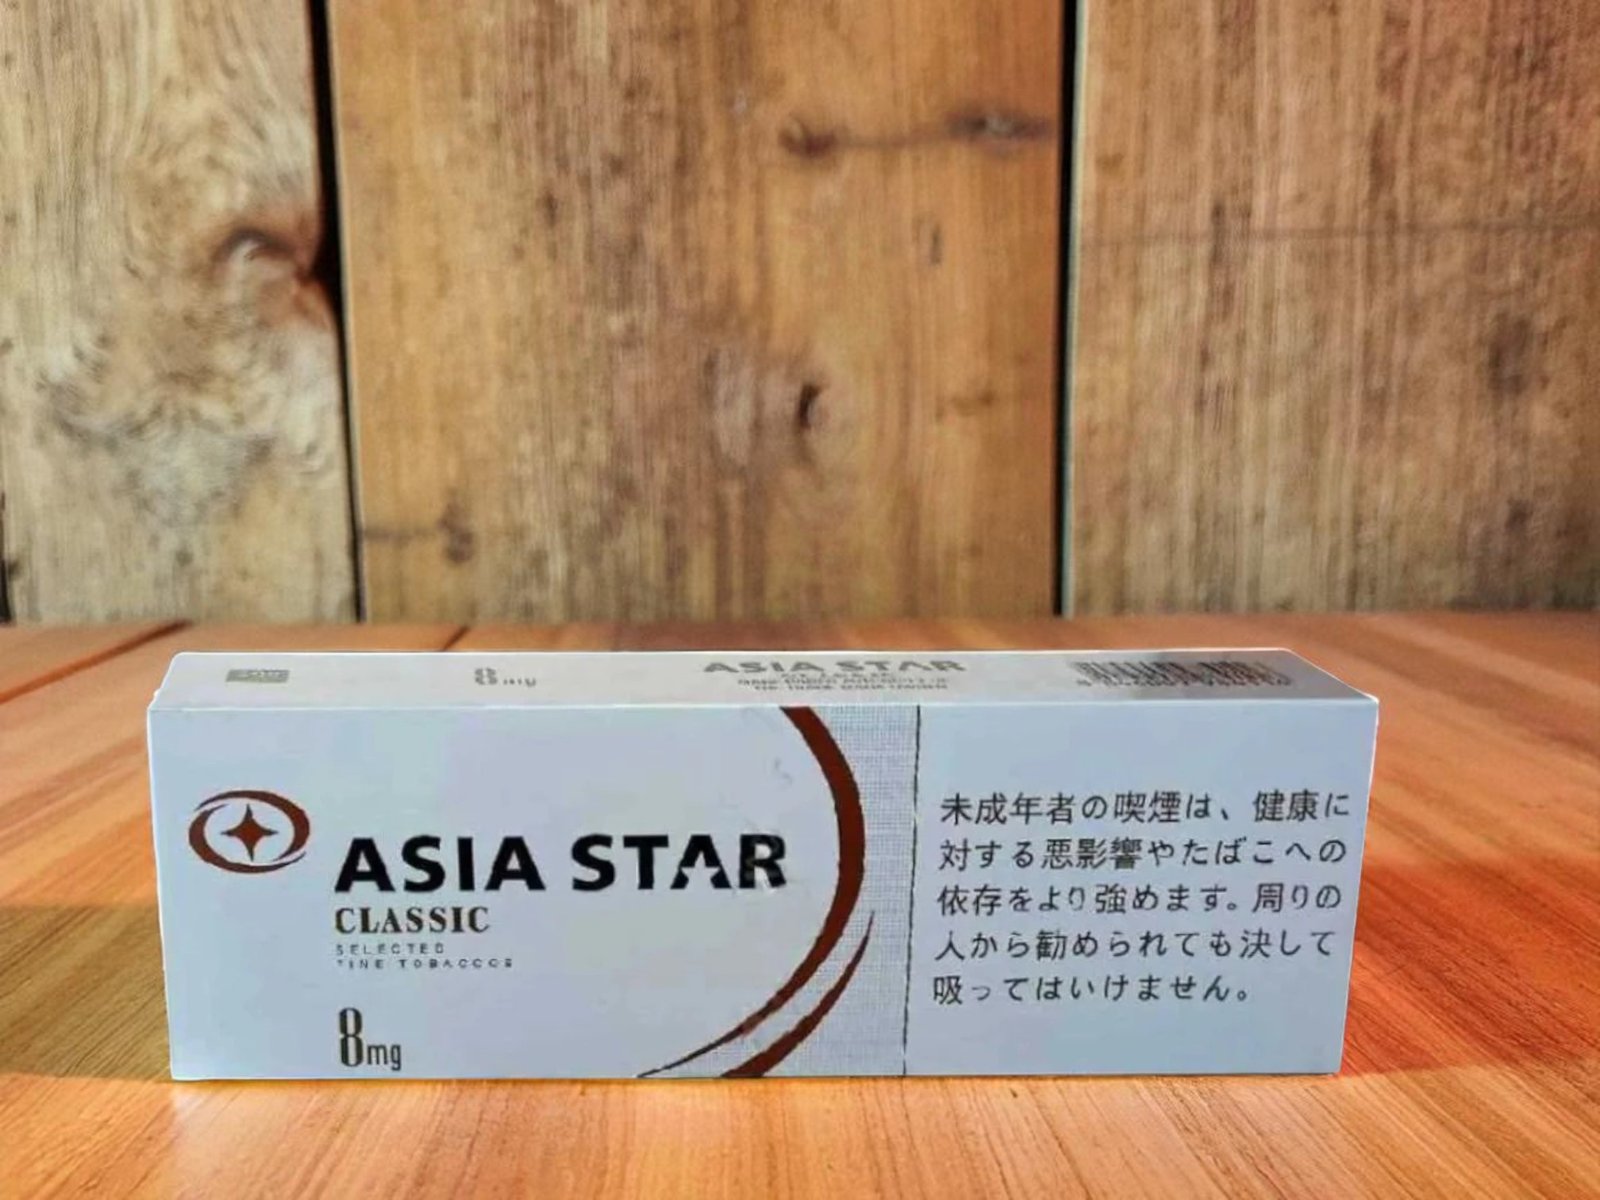 8mg
ASIA STAR
ASIA STAR
CLASSIC
SELECTED
FINE TOBACCOS
8mg
未成年者の喫煙は、健康に
対する悪影響やたばこへの
依存をより強めます。周りの
人から勧められても決して
吸ってはいけません。